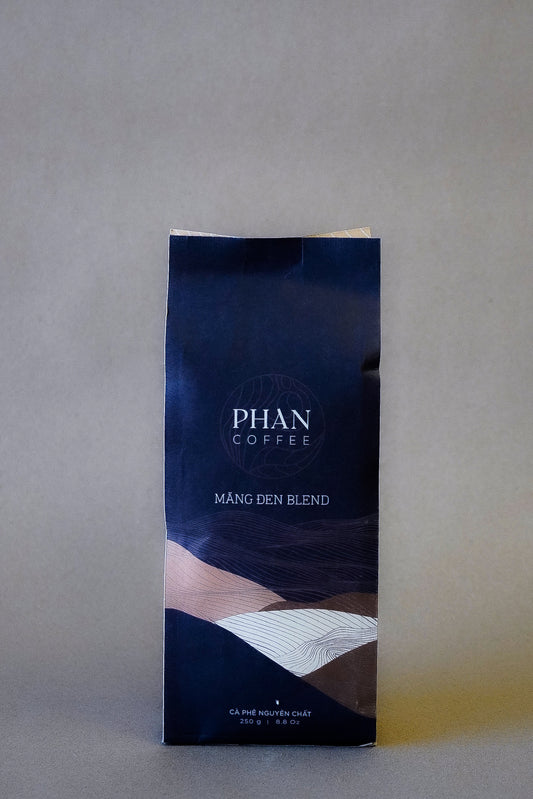 PHAN
COFFEE
MĂNG ĐEN BLEND
CÀ PHÊ NGUYÊN CHẤT
250 g | 8.8 Oz